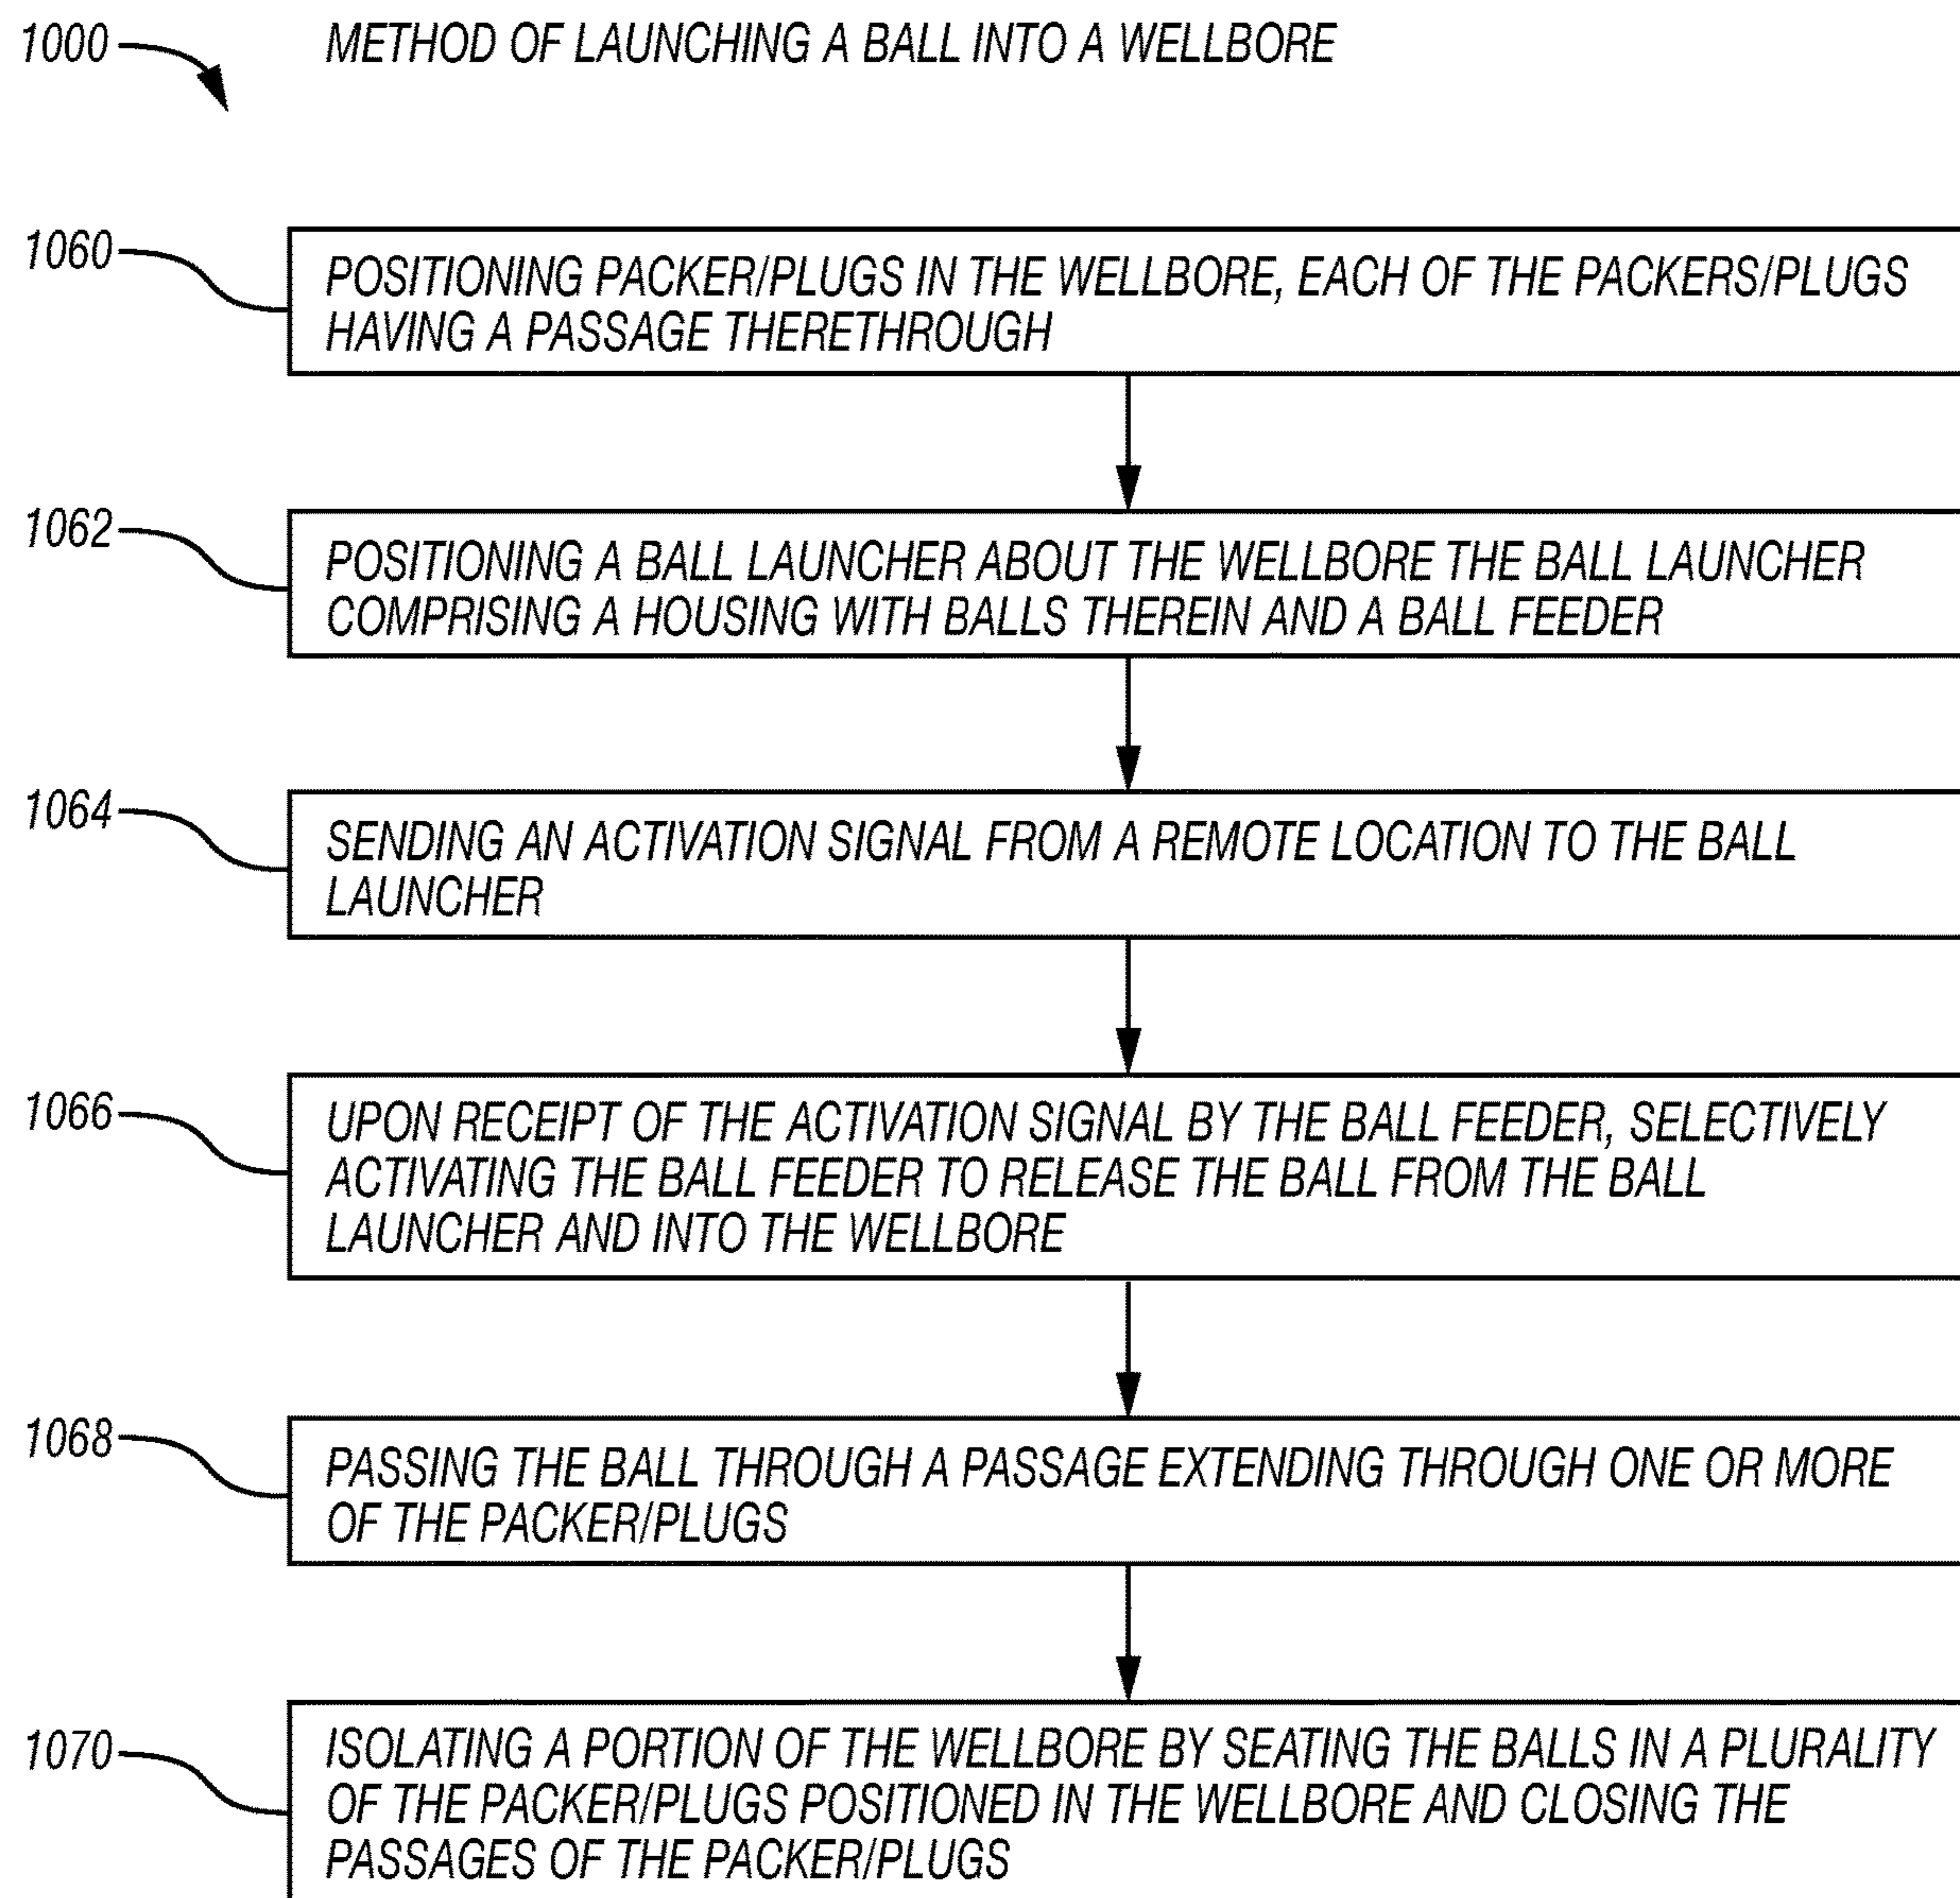 1000
METHOD OF LAUNCHING A BALL INTO A WELLBORE
1060
POSITIONING PACKER/PLUGS IN THE WELLBORE, EACH OF THE PACKERS/PLUGS
HAVING A PASSAGE THERETHROUGH
1062
POSITIONING A BALL LAUNCHER ABOUT THE WELLBORE THE BALL LAUNCHER
COMPRISING A HOUSING WITH BALLS THEREIN AND A BALL FEEDER
1064
SENDING AN ACTIVATION SIGNAL FROM A REMOTE LOCATION TO THE BALL
LAUNCHER
1066
UPON RECEIPT OF THE ACTIVATION SIGNAL BY THE BALL FEEDER, SELECTIVELY
ACTIVATING THE BALL FEEDER TO RELEASE THE BALL FROM THE BALL
LAUNCHER AND INTO THE WELLBORE
1068
PASSING THE BALL THROUGH A PASSAGE EXTENDING THROUGH ONE OR MORE
OF THE PACKER/PLUGS
1070
ISOLATING A PORTION OF THE WELLBORE BY SEATING THE BALLS IN A PLURALITY
OF THE PACKER/PLUGS POSITIONED IN THE WELLBORE AND CLOSING THE
PASSAGES OF THE PACKER/PLUGS